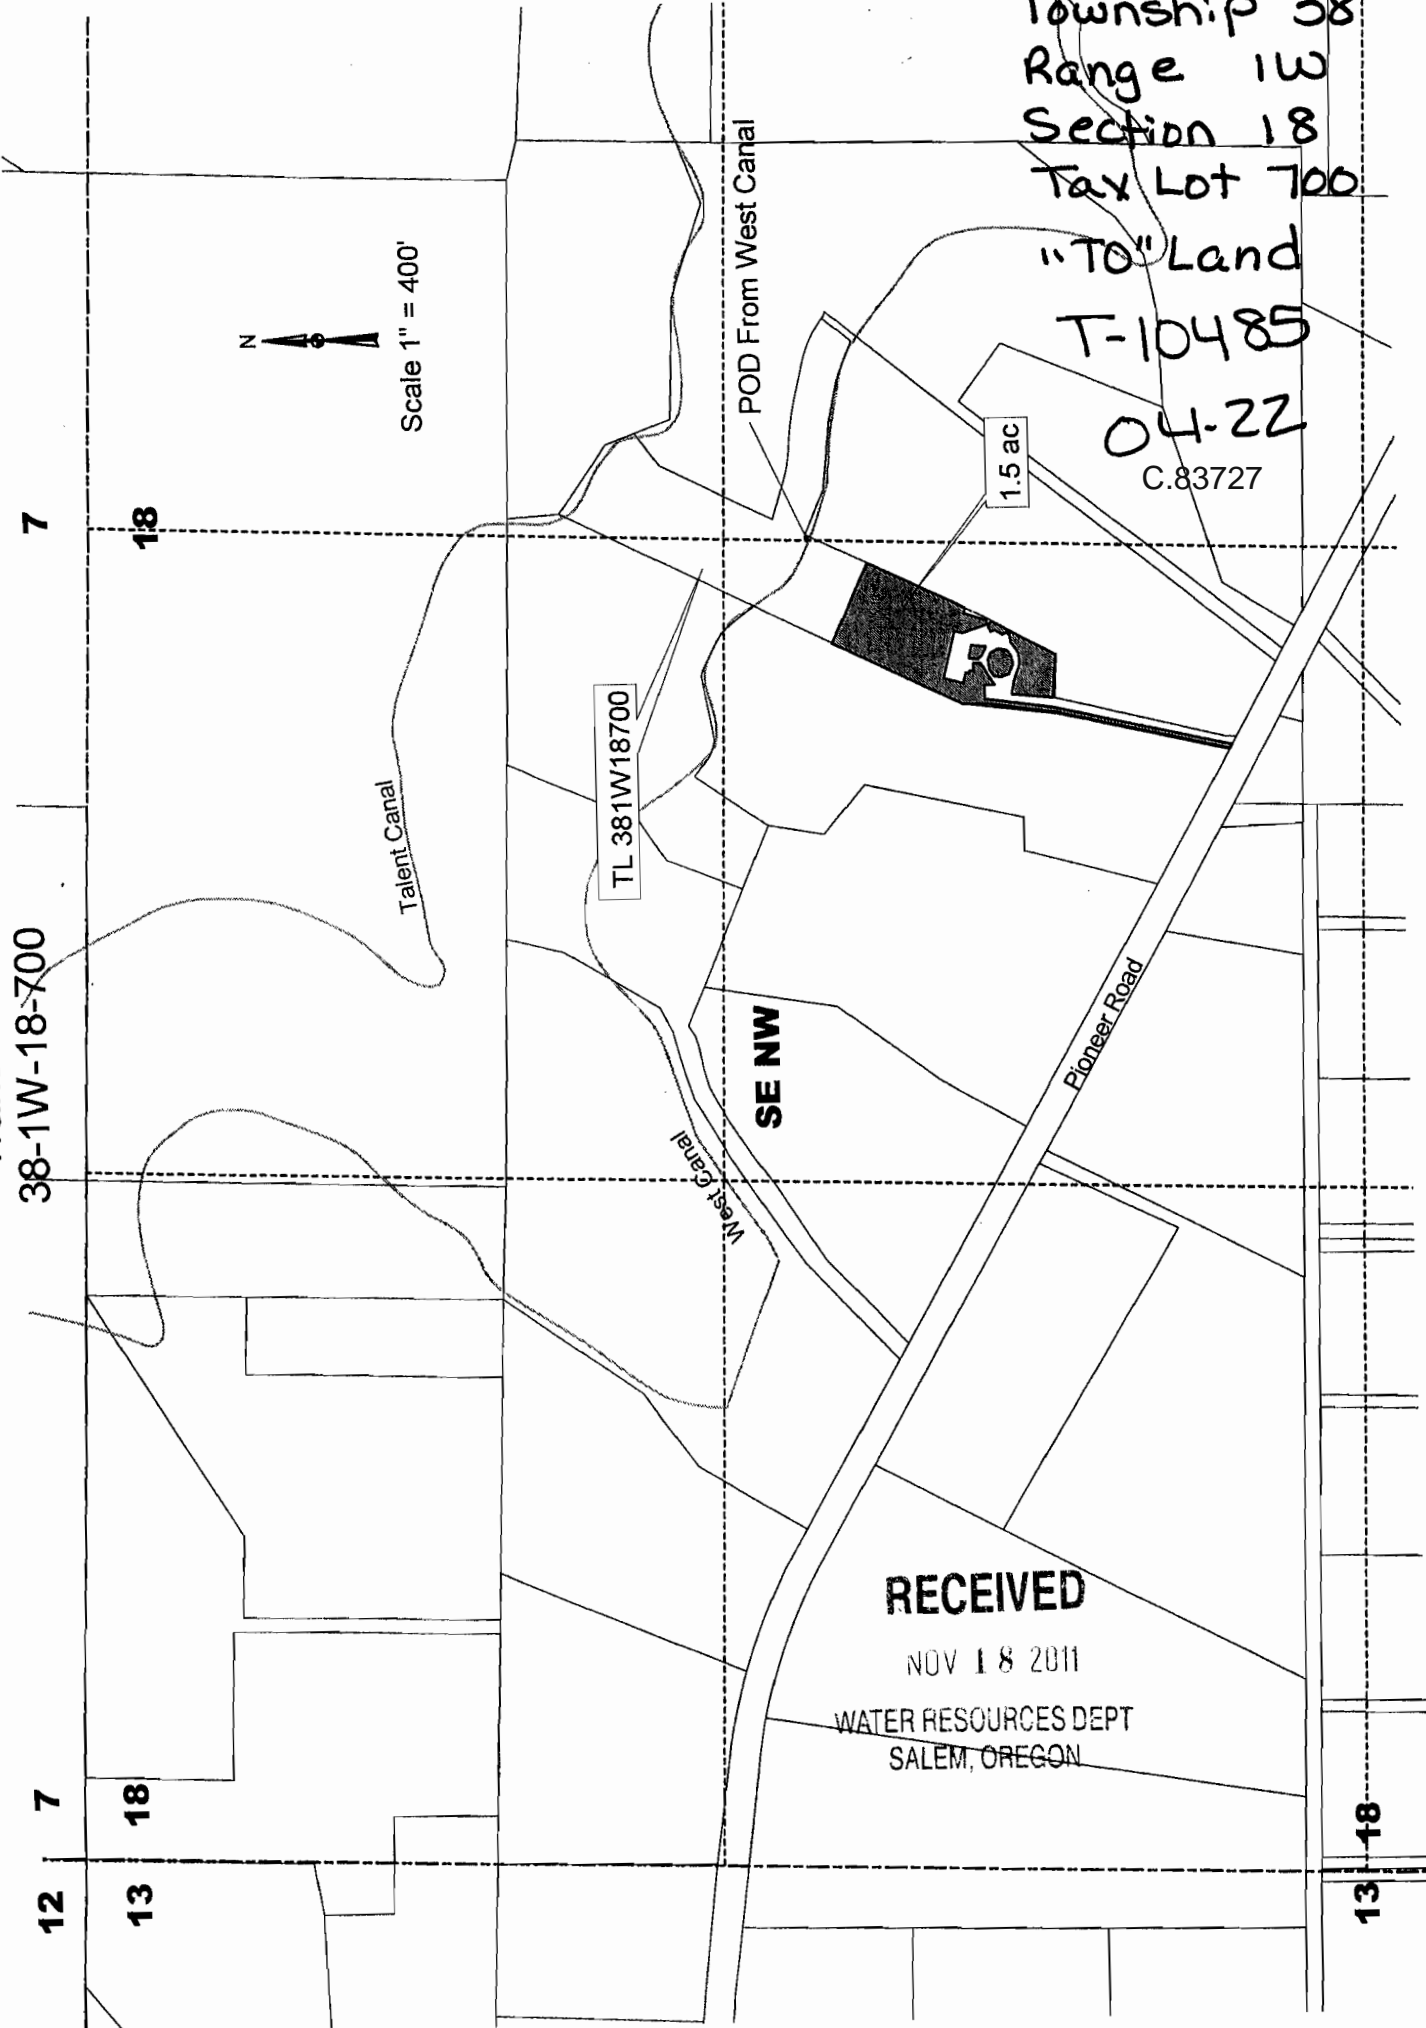 Township 38
Range 1W
Section 18
Tax Lot 700
"TO" Land
T-10485
04-22
C.83727
38-1W-18-700
7
18
N
Scale 1" = 400'
POD From West Canal
1.5 ac
TL 381W18700
Talent Canal
West Canal
SE NW
Pioneer Road
12
7
13
18
13
18
RECEIVED
NOV 18 2011
WATER RESOURCES DEPT
SALEM, OREGON